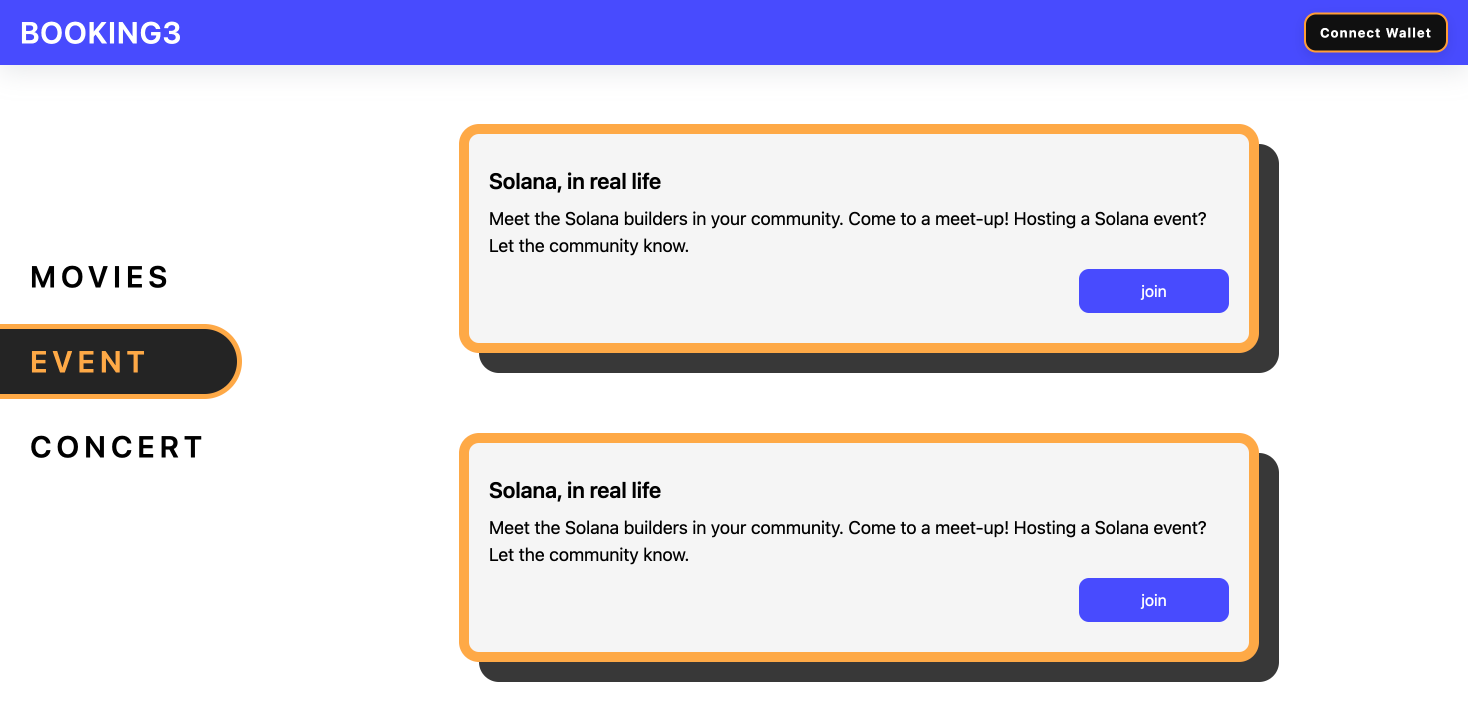 BOOKING3
Connect Wallet
MOVIES
EVENT
CONCERT
Solana, in real life
Meet the Solana builders in your community. Come to a meet-up! Hosting a Solana event?
Let the community know.
join
Solana, in real life
Meet the Solana builders in your community. Come to a meet-up! Hosting a Solana event?
Let the community know.
join